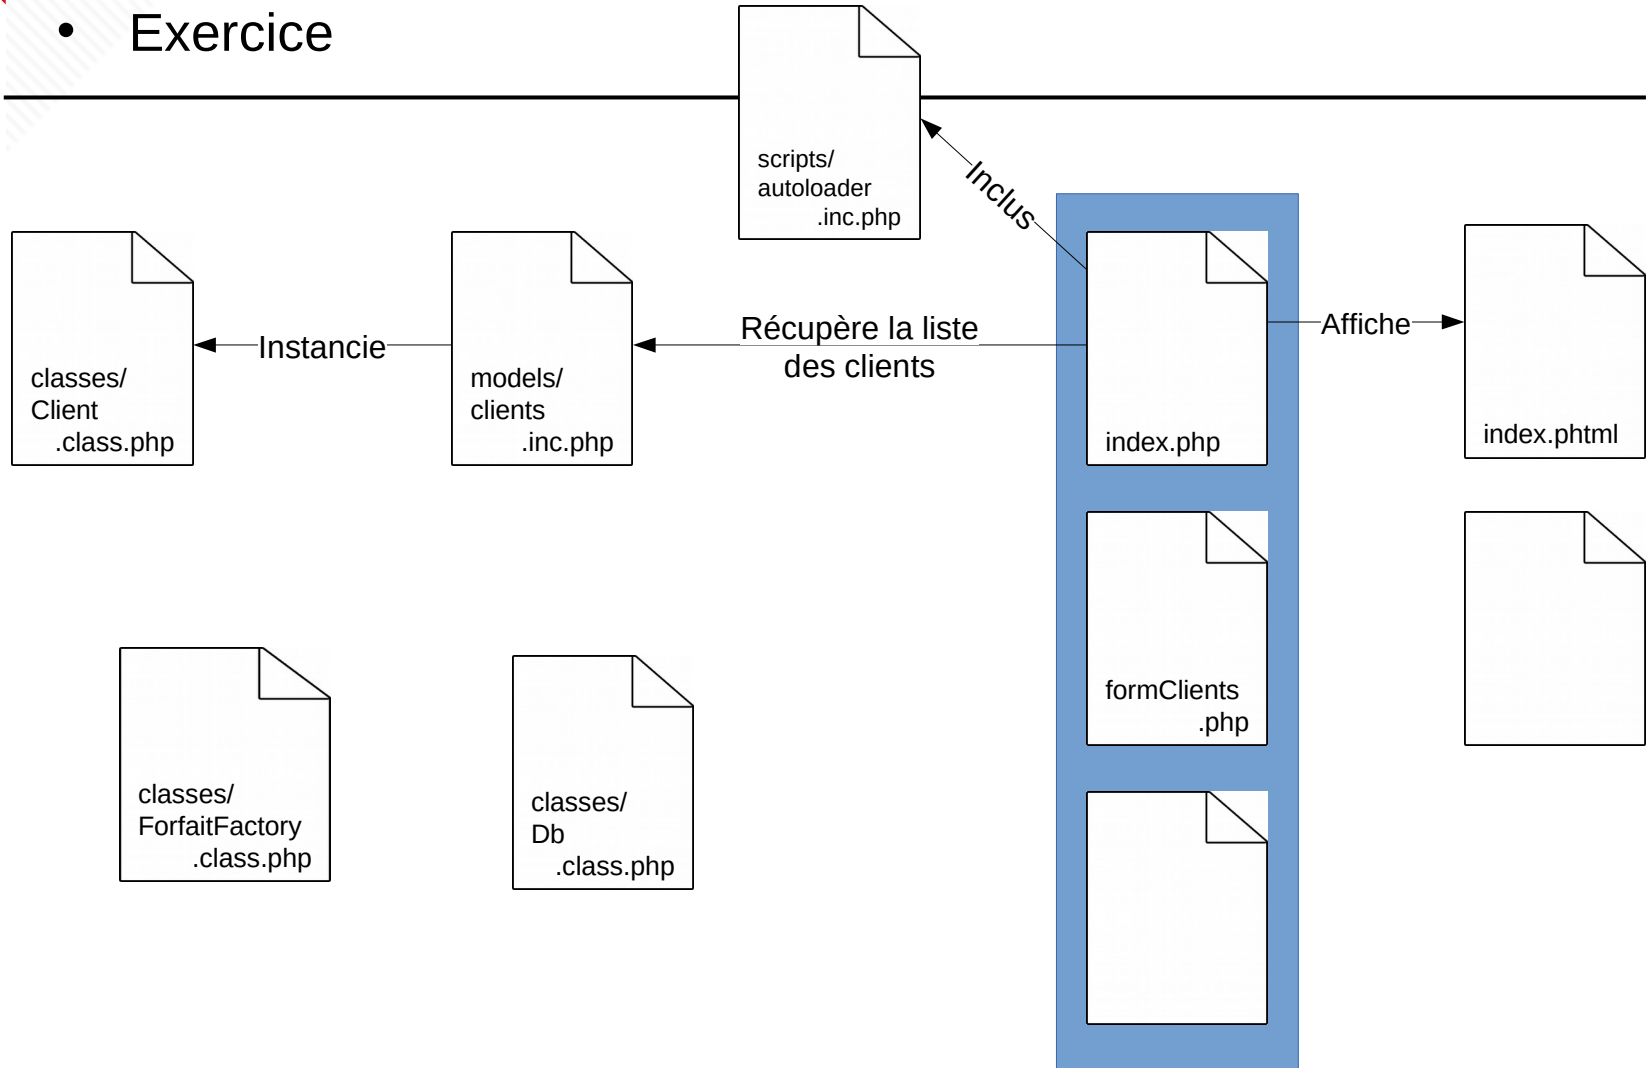 • Exercice
scripts/
autoloader
.inc.php
Inclus
classes/
Client
.class.php
Instancie
models/
clients
.inc.php
Récupère la liste
des clients
index.php
Affiche
index.phtml
formClients
.php
classes/
ForfaitFactory
.class.php
classes/
Db
.class.php